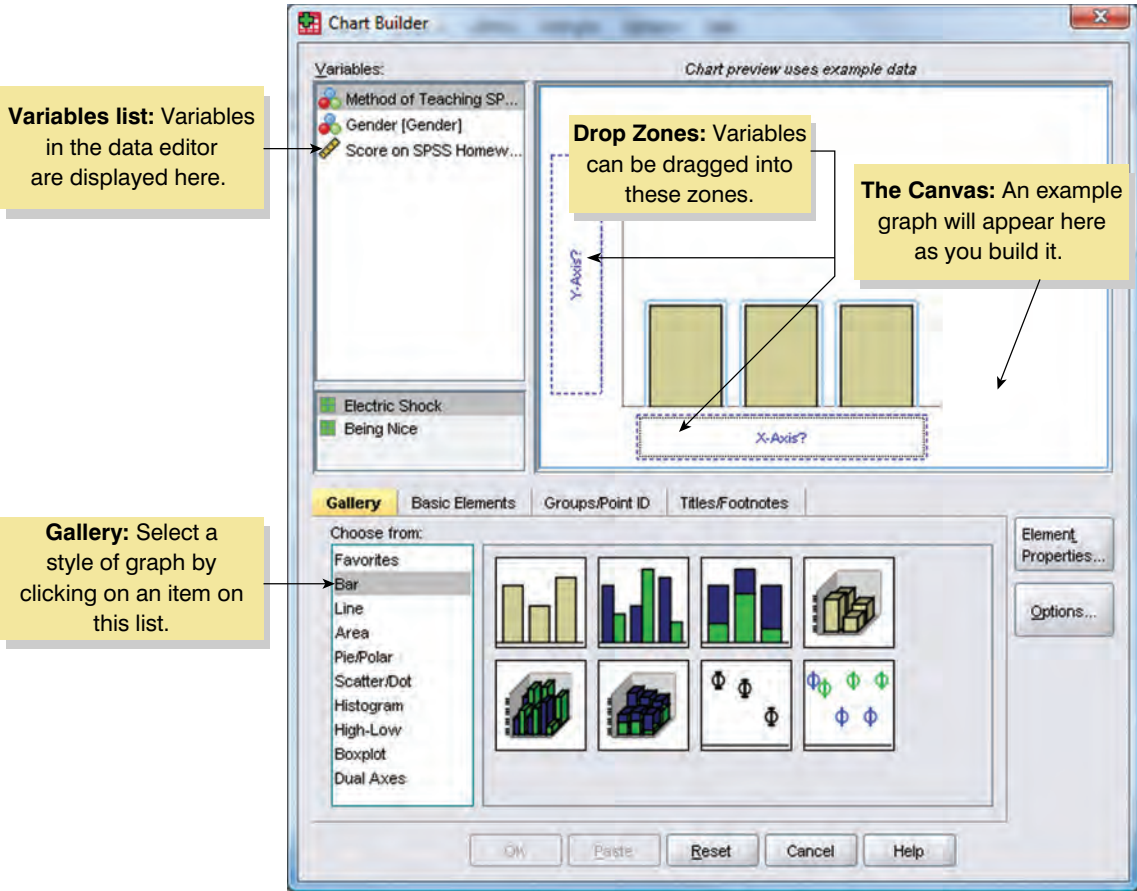 Chart Builder
Variables:
Chart preview uses example data
Method of Teaching SP...
Gender [Gender]
Score on SPSS Homew...
Variables list: Variables
in the data editor
are displayed here.
Drop Zones: Variables
can be dragged into
these zones.
The Canvas: An example
graph will appear here
as you build it.
Y-Axis?
X-Axis?
Electric Shock
Being Nice
Gallery
Basic Elements
Groups/Point ID
Titles/Footnotes
Gallery: Select a
style of graph by
clicking on an item on
this list.
Choose from:
Favorites
Bar
Line
Area
Pie/Polar
Scatter/Dot
Histogram
High-Low
Boxplot
Dual Axes
Element
Properties...
Options...
OK
Paste
Reset
Cancel
Help